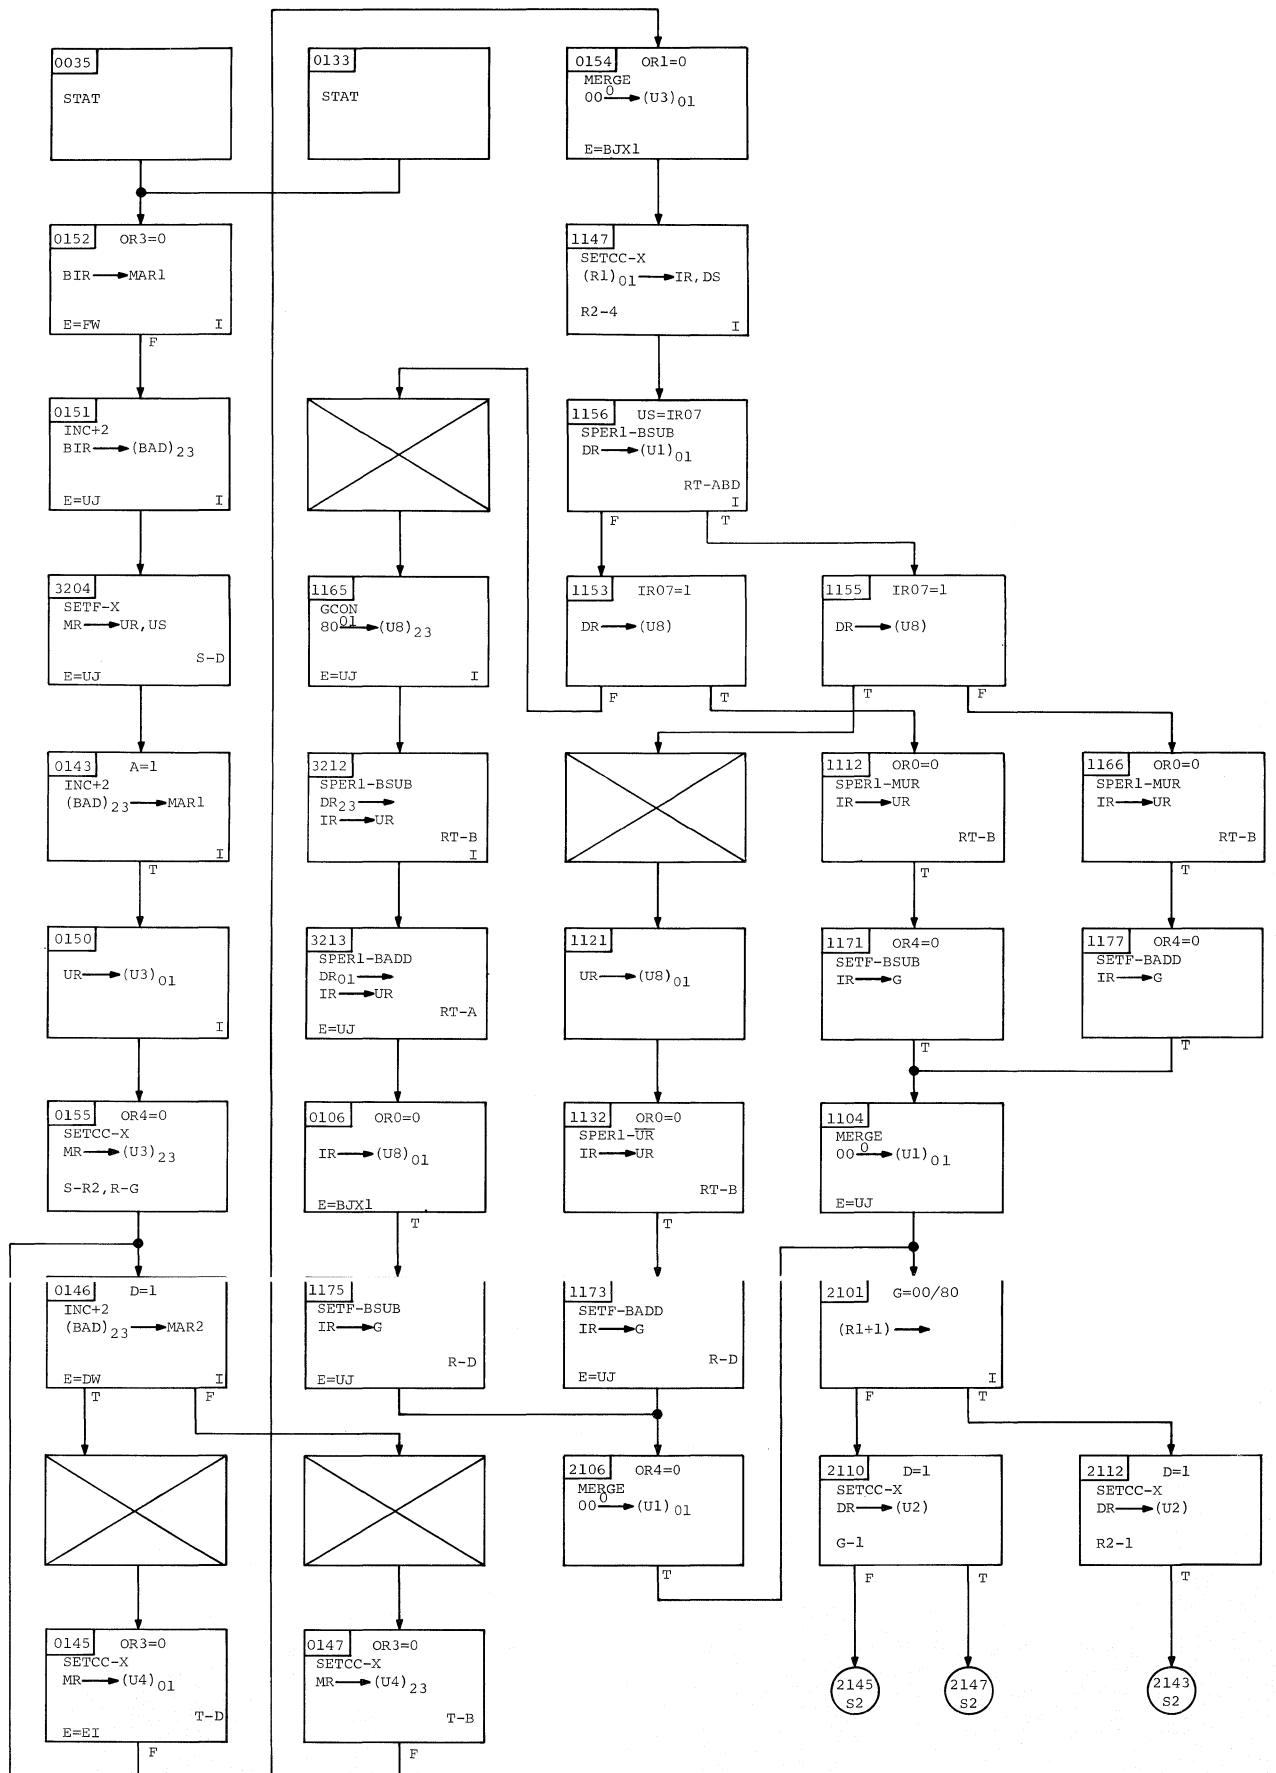 0035
STAT
0133
STAT
0154 OR1=0
MERGE
00 0 (U3)01
E=BJX1
0152 OR3=0
BIR MAR1
E=FW I
F
1147
SETCC-X
(R1)01 IR,DS
R2-4
I
0151
INC+2
BIR (BAD)23
E=UJ I
1156 US=IR07
SPER1-BSUB
DR (U1)01
RT-ABD
I
F T
3204
SETF-X
MR UR,US
S-D
E=UJ
1165
GCON
80 01 (U8)23
E=UJ I
1153 IR07=1
DR (U8)
F T
1155 IR07=1
DR (U8)
T F
0143 A=1
INC+2
(BAD)23 MAR1
I
T
3212
SPER1-BSUB
DR23
IR UR
RT-B
I
1112 OR0=0
SPER1-MUR
IR UR
RT-B
T
1166 OR0=0
SPER1-MUR
IR UR
RT-B
T
0150
UR (U3)01
I
3213
SPER1-BADD
DR01
IR UR
RT-A
E=UJ
1121
UR (U8)01
1171 OR4=0
SETF-BSUB
IR G
T
1177 OR4=0
SETF-BADD
IR G
T
0155 OR4=0
SETCC-X
MR (U3)23
S-R2,R-G
0106 OR0=0
IR (U8)01
E=BJX1
T
1132 OR0=0
SPER1-U̅R̅
IR UR
RT-B
T
1104
MERGE
00 0 (U1)01
E=UJ
0146 D=1
INC+2
(BAD)23 MAR2
E=DW I
T F
1175
SETF-BSUB
IR G
R-D
E=UJ
1173
SETF-BADD
IR G
R-D
E=UJ
2101 G=00/80
(R1+1)
I
F T
2106 OR4=0
MERGE
00 0 (U1)01
T
2110 D=1
SETCC-X
DR (U2)
G-1
F T
2112 D=1
SETCC-X
DR (U2)
R2-1
T
0145 OR3=0
SETCC-X
MR (U4)01
T-D
E=EI
F
0147 OR3=0
SETCC-X
MR (U4)23
T-B
F
2145
S2
2147
S2
2143
S2